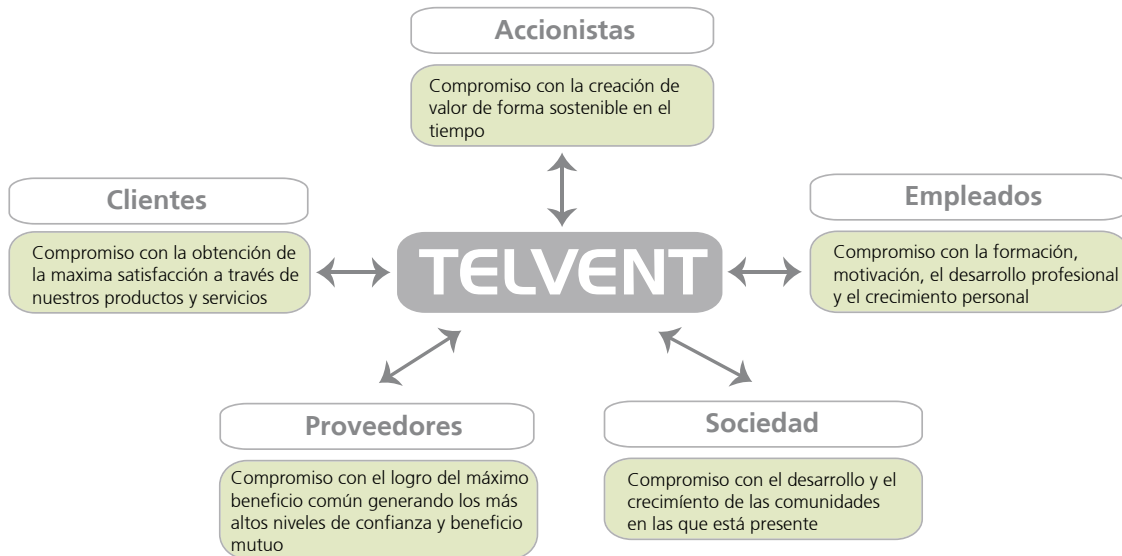 Accionistas
Compromiso con la creación de
valor de forma sostenible en el
tiempo
Clientes
Compromiso con la obtención de
la maxima satisfacción a través de
nuestros productos y servicios
TELVENT
Empleados
Compromiso con la formación,
motivación, el desarrollo profesional
y el crecimiento personal
Proveedores
Compromiso con el logro del máximo
beneficio común generando los más
altos niveles de confianza y beneficio
mutuo
Sociedad
Compromiso con el desarrollo y el
crecimíento de las comunidades
en las que está presente